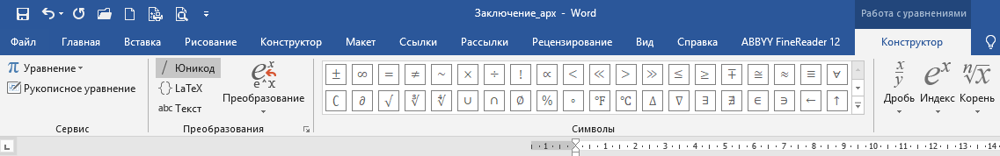 Заключение_арх - Word
Работа с уравнениями
Файл Главная Вставка Рисование Конструктор Макет Ссылки Рассылки Рецензирование Вид Справка ABBYY FineReader 12 Конструктор
π Уравнение
Рукописное уравнение
Сервис
/ Юникод
{} LaTeX
abc Текст
e^x
e^x
Преобразование
Преобразования
± ∞ = ≠ ~ × ÷ ! ∝ < ≪ > ≫ ≤ ≥ ∓ ≅ ≈ ≡ ∀
∁ ∂ √ ∛ ∜ ∪ ∩ ∅ % ° °F °C ∆ ∇ ∃ ∄ ∈ ∋ ← ↑
Символы
x/y Дробь
e^x Индекс
ⁿ√x Корень
1 1 2 3 4 5 6 7 8 9 10 11 12 13 14